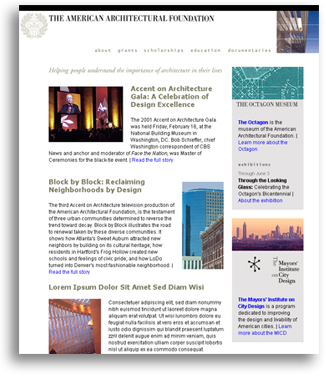 THE AMERICAN ARCHITECTURAL FOUNDATION
about grants scholarships education documentaries
Helping people understand the importance of architecture in their lives
Accent on Architecture
Gala: A Celebration of
Design Excellence
The 2001 Accent on Architecture Gala
was held Friday, February 16, at the
National Building Museum in
Washington, DC. Bob Schieffer, chief
Washington correspondent of CBS
News and anchor and moderator of Face the Nation, was Master of
Ceremonies for the black-tie event. | Read the full story
Block by Block: Reclaiming
Neighborhoods by Design
The third Accent on Architecture television production of
the American Architectural Foundation, is the testament
of three urban communities determined to reverse the
trend toward decay. Block by Block illustrates the road
to renewal taken by these diverse communities. It
shows how Atlanta's Sweet Auburn attracted new
neighbors by building on its cultural heritage; how
residents in Hartford's Frog Hollow created new
schools and feelings of civic pride; and how LoDo
turned into Denver's most fashionable neighborhood. |
Read the full story
Lorem Ipsum Dolor Sit Amet Sed Diam Wisi
Consectetuer adipiscing elit, sed diam nonummy
nibh euismod tincidunt ut laoreet dolore magna
aliquam erat volutpat. Ut wisi
feugiat nulla facilisis at vero eros et accumsan et
iusto odio dignissim qui blandit praesent luptatum
zzril delenit augue enim ad minim veniam, quis
nostrud exercitation ullam corper suscipit lobortis
nisl ut aliquip ex ea commodo consequat
THE OCTAGON MUSEUM
The Octagon is the
museum of the American
Architectural Foundation. |
Learn more about the
Octagon
exhibitions
Through June 3
Through the Looking
Glass: Celebrating the
Octagon's Bicentennial |
About the exhibition
The
Mayors'
Institute
on
City
Design
The Mayors' Institute on
City Design is a program
dedicated to improving
the design and livability of
American cities. | Learn
more about the MICD